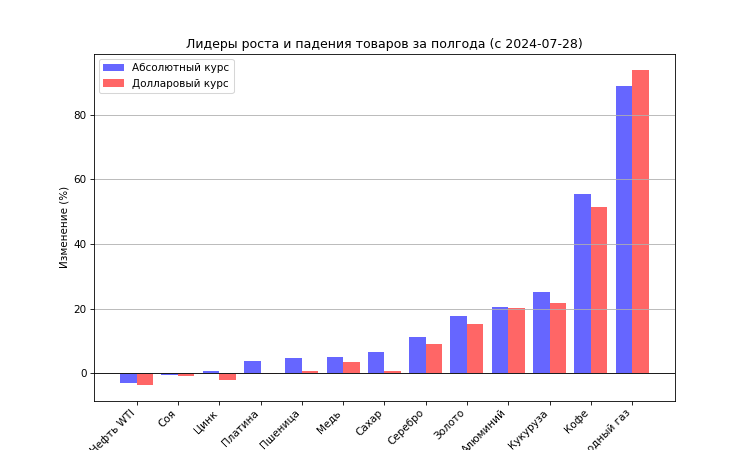 Лидеры роста и падения товаров за полгода (с 2024-07-28)
Абсолютный курс
Долларовый курс
Изменение (%)
80
60
40
20
0
Нефть WTI
Соя
Цинк
Платина
Пшеница
Медь
Сахар
Серебро
Золото
Алюминий
Кукуруза
Кофе
одный газ